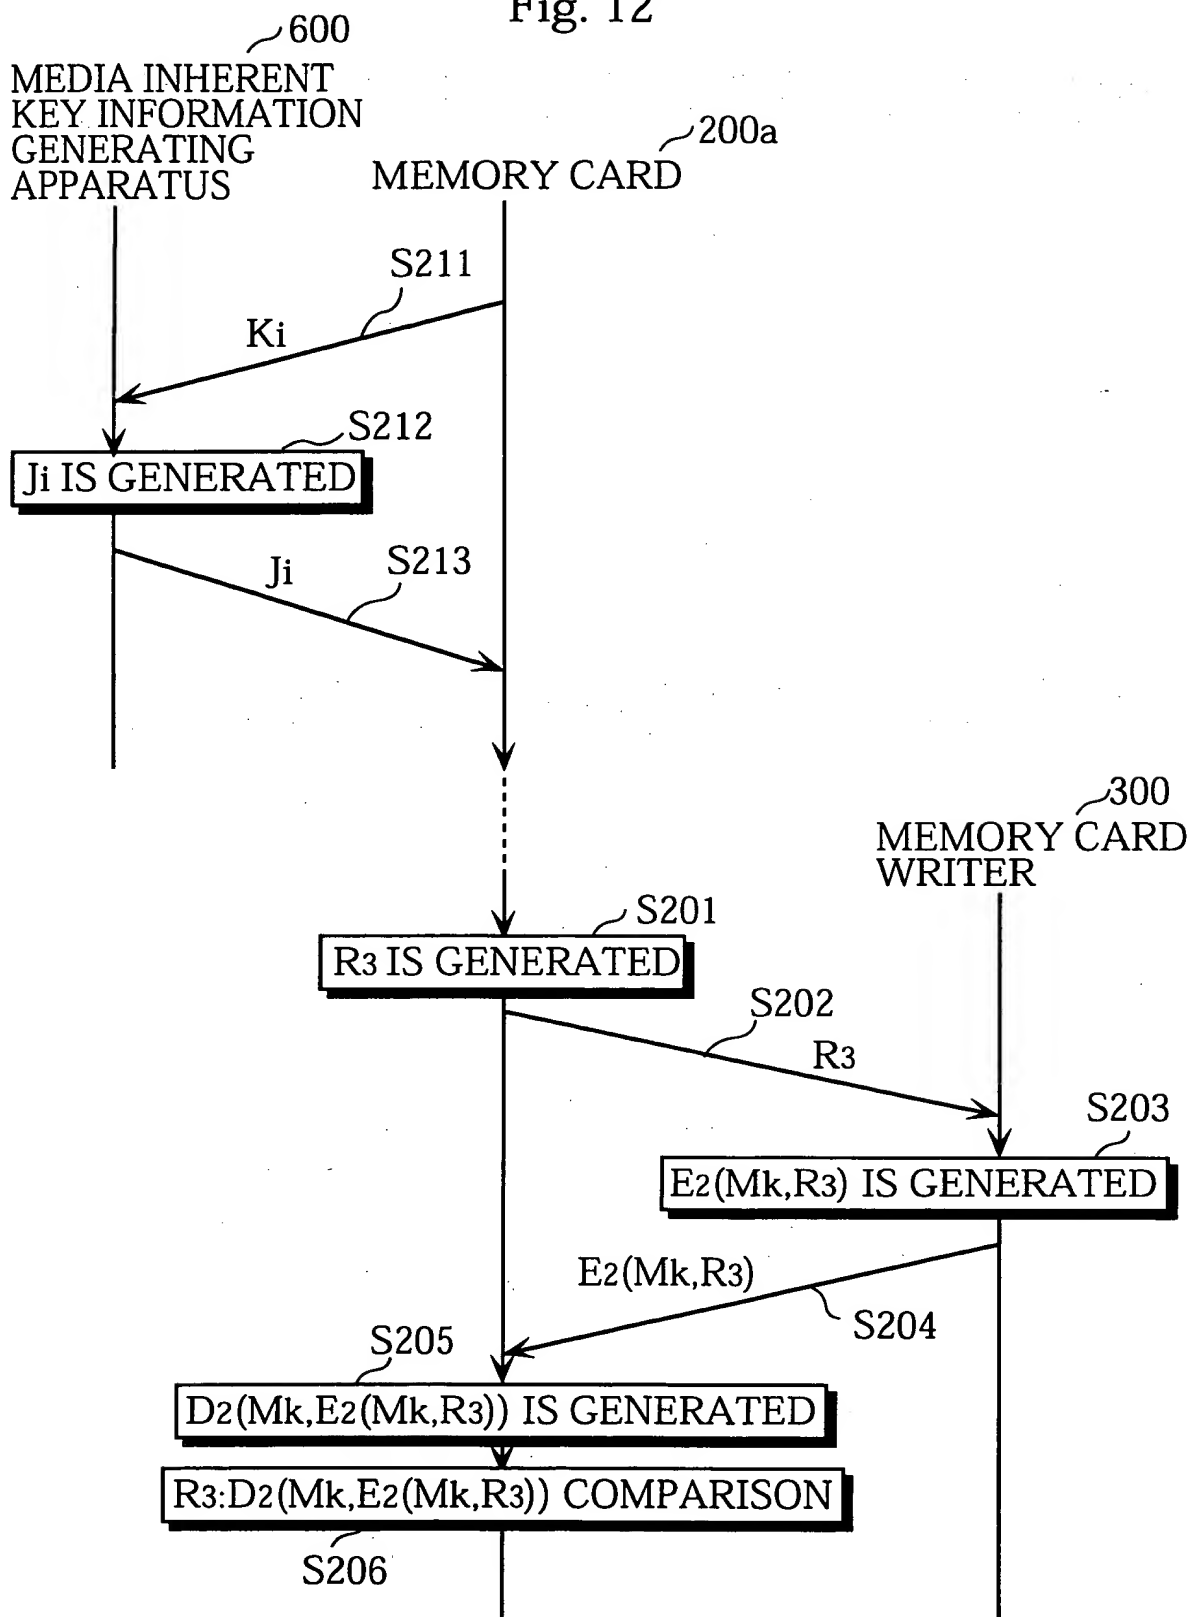 Fig. 12
600
MEDIA INHERENT
KEY INFORMATION
GENERATING
APPARATUS
200a
MEMORY CARD
S211
Ki
S212
Ji IS GENERATED
Ji
S213
300
MEMORY CARD
WRITER
S201
R3 IS GENERATED
S202
R3
S203
E2(Mk,R3) IS GENERATED
E2(Mk,R3)
S204
S205
D2(Mk,E2(Mk,R3)) IS GENERATED
R3:D2(Mk,E2(Mk,R3)) COMPARISON
S206